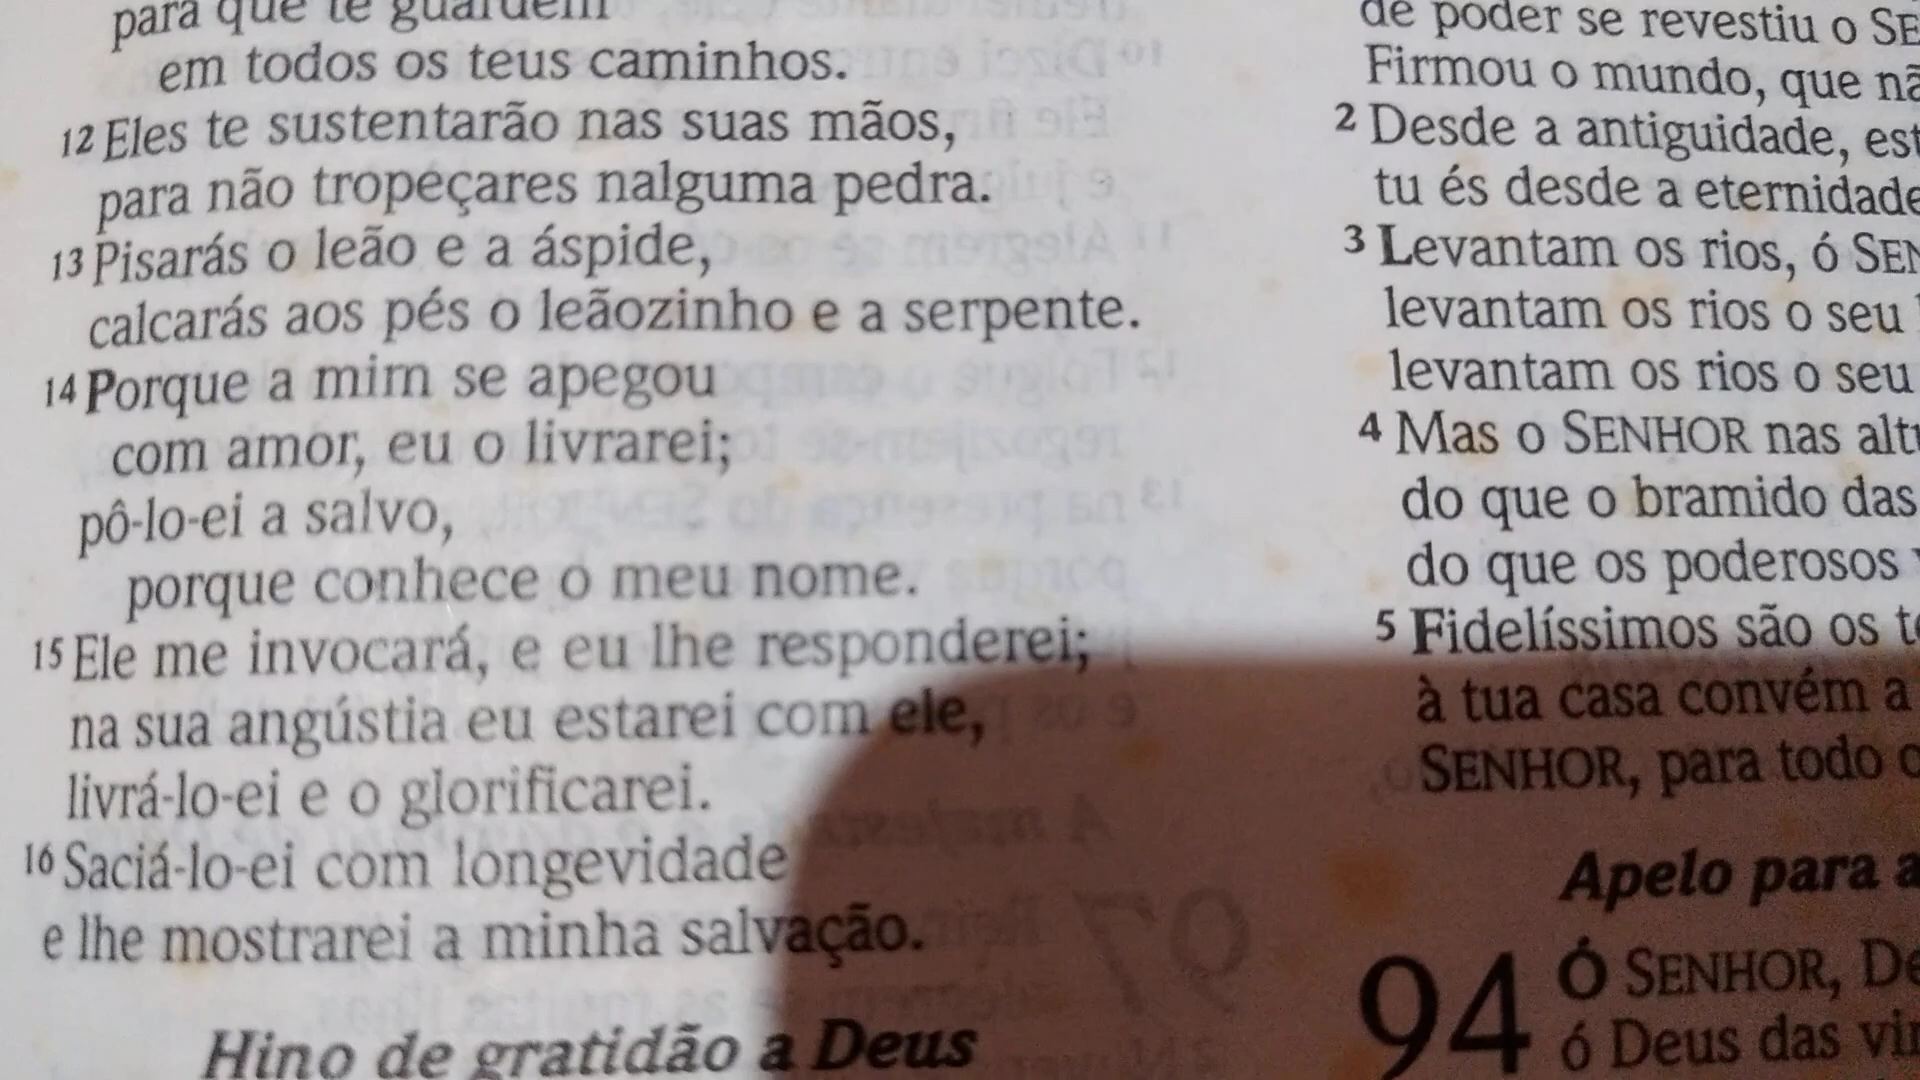 para que te guardem
em todos os teus caminhos.
12 Eles te sustentarão nas suas mãos,
para não tropeçares nalguma pedra.
13 Pisarás o leão e a áspide,
calcarás aos pés o leãozinho e a serpente.
14 Porque a mim se apegou
com amor, eu o livrarei;
pô-lo-ei a salvo,
porque conhece o meu nome.
15 Ele me invocará, e eu lhe responderei;
na sua angústia eu estarei com ele,
livrá-lo-ei e o glorificarei.
16 Saciá-lo-ei com longevidade
e lhe mostrarei a minha salvação.
Hino de gratidão a Deus
de poder se revestiu o
Firmou o mundo, que
2 Desde a antiguidade,
tu és desde a eternidade
3 Levantam os rios, ó
levantam os rios o seu
levantam os rios o seu
4 Mas o SENHOR nas
do que o bramido das
do que os poderosos
5 Fidelíssimos são os
à tua casa convém a
SENHOR, para todo o
Apelo para a
94 Ó SENHOR,
ó Deus das